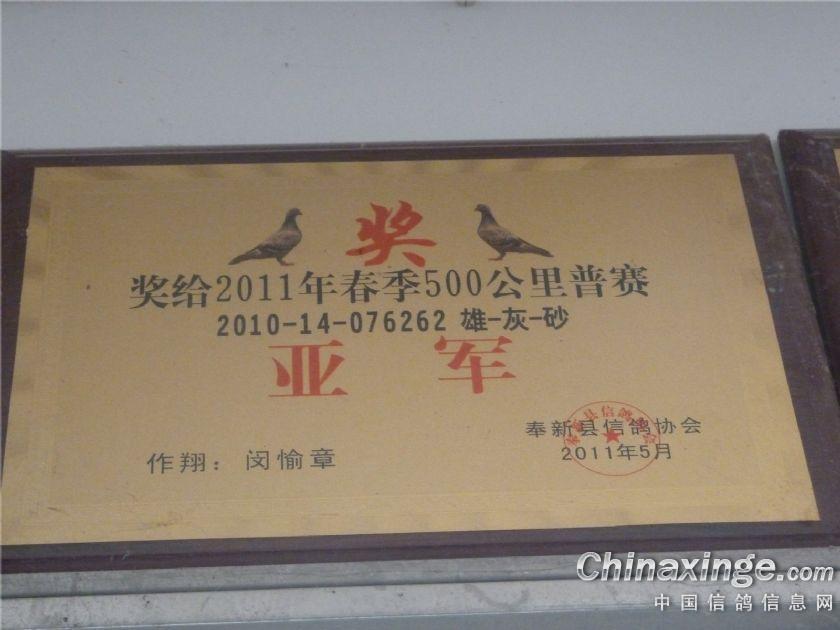 奖
奖给2011年春季500公里普赛
2010-14-076262 雄-灰-砂
亚军
奉新县信鸽协会
2011年5月
作翔：闵愉章
Chinaxinge.com
中国信鸽信息网